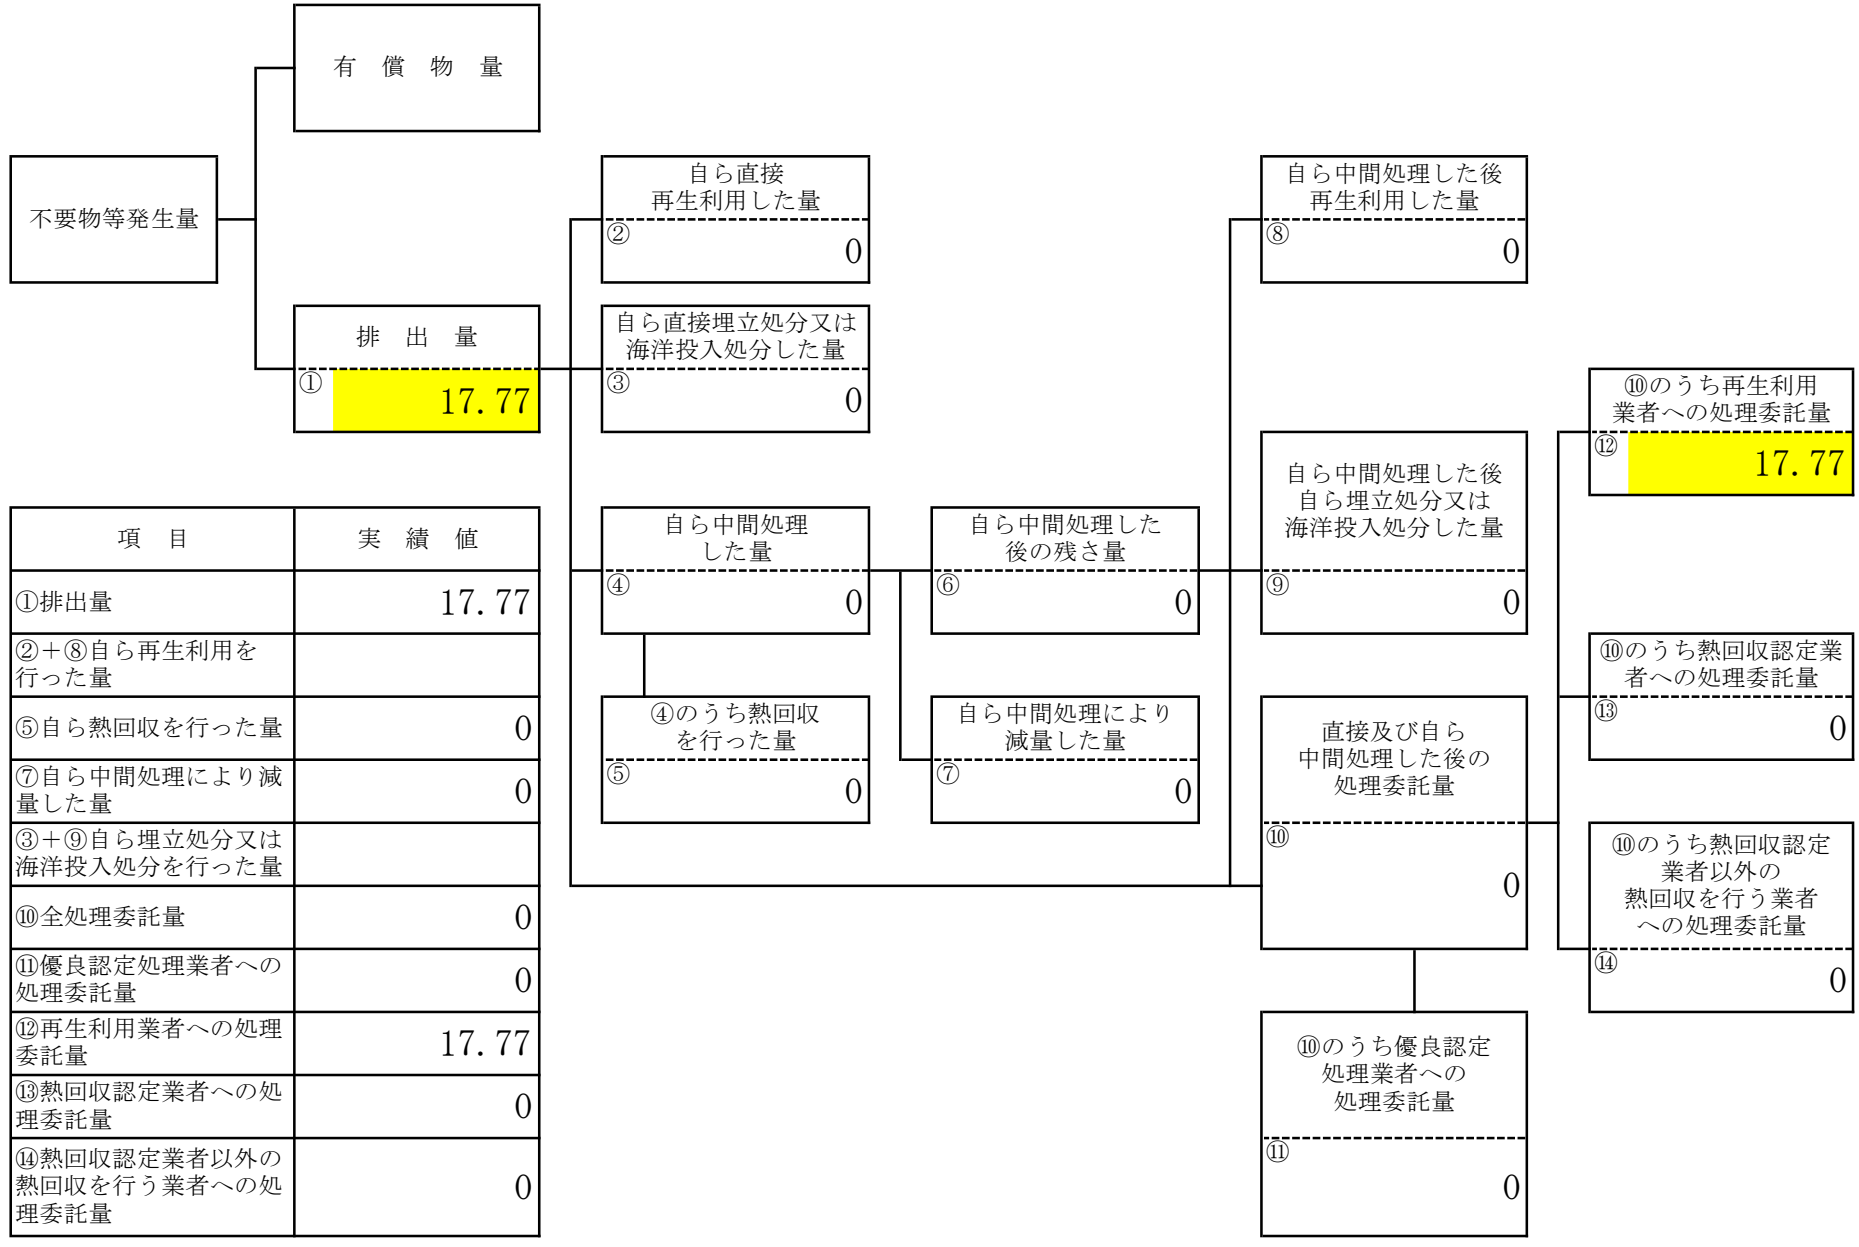 有　償　物　量
不要物等発生量
排　出　量
①
17.77
自ら直接
再生利用した量
②
0
自ら直接埋立処分又は
海洋投入処分した量
③
0
自ら中間処理
した量
④
0
④のうち熱回収
を行った量
⑤
0
自ら中間処理した
後の残さ量
⑥
0
自ら中間処理により
減量した量
⑦
0
自ら中間処理した後
再生利用した量
⑧
0
自ら中間処理した後
自ら埋立処分又は
海洋投入処分した量
⑨
0
直接及び自ら
中間処理した後の
処理委託量
⑩
0
⑩のうち優良認定
処理業者への
処理委託量
⑪
0
⑩のうち再生利用
業者への処理委託量
⑫
17.77
⑩のうち熱回収認定業
者への処理委託量
⑬
0
⑩のうち熱回収認定
業者以外の
熱回収を行う業者
への処理委託量
⑭
0
項　目　実　績　値
①排出量 17.77
②＋⑧自ら再生利用を
行った量
⑤自ら熱回収を行った量 0
⑦自ら中間処理により減
量した量 0
③＋⑨自ら埋立処分又は
海洋投入処分を行った量
⑩全処理委託量 0
⑪優良認定処理業者への
処理委託量 0
⑫再生利用業者への処理
委託量 17.77
⑬熱回収認定業者への処
理委託量 0
⑭熱回収認定業者以外の
熱回収を行う業者への処 0
理委託量